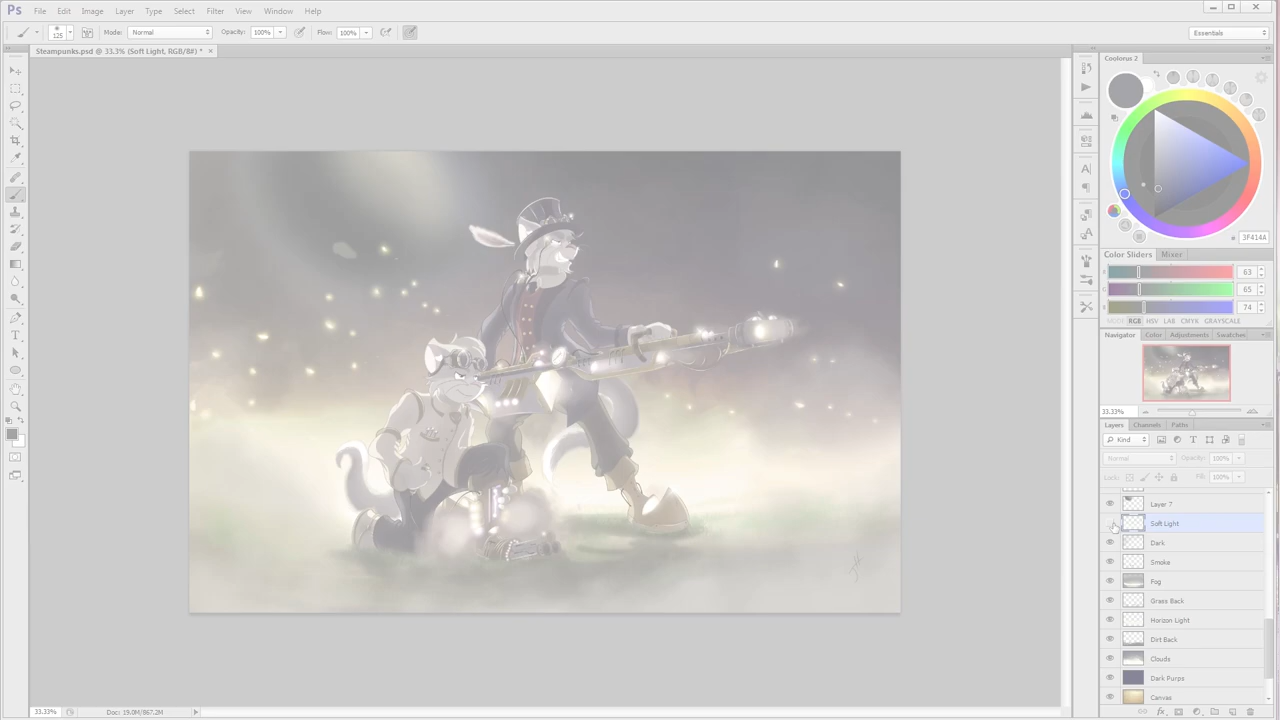 Ps File Edit Image Layer Type Select Filter Edit View Window Help
125 Mode: Normal Opacity: 100% Flow: 100% Essentials
Steampunks.psd @ 33.3% (Soft Light, RGB/8#) * ×
Coolorus 2
# 3F414A
Color Sliders Mixer
63
65
74
RGB HSV LAB CMYK GRAYSCALE
Navigator Color Adjustments Swatches
33.33%
Layers Channels Paths
Kind
Normal Opacity: 100%
Lock: Fill: 100%
Layer 7
Soft Light
Dark
Smoke
Fog
Grass Back
Horizon Light
Dirt Back
Clouds
Dark Purps
Canvas
33.33% Doc: 19.0M/867.2M